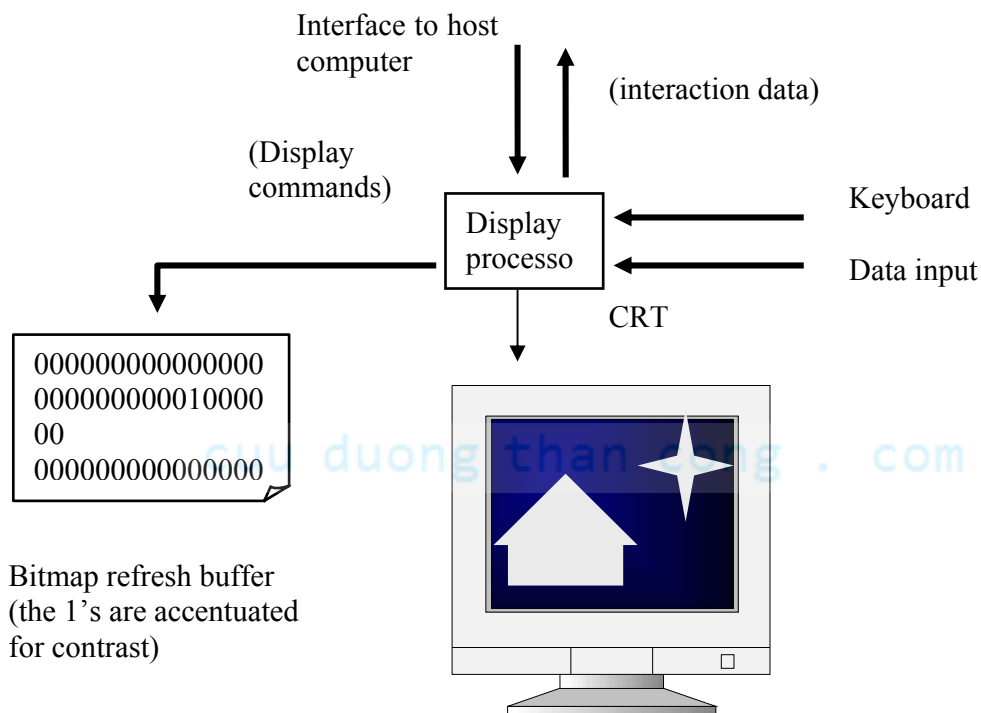 Interface to host
computer
(interaction data)
(Display
commands)
Display
processo
Keyboard
Data input
CRT
000000000000000
000000000010000
00
000000000000000
cuu duong than cong . com
Bitmap refresh buffer
(the 1’s are accentuated
for contrast)